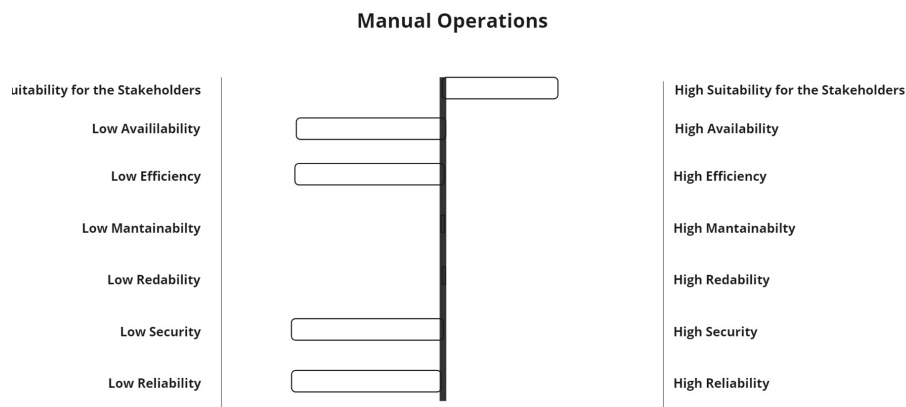 Manual Operations
uitability for the Stakeholders
High Suitability for the Stakeholders
Low Availilability
High Availability
Low Efficiency
High Efficiency
Low Mantainabilty
High Mantainabilty
Low Redability
High Redability
Low Security
High Security
Low Reliability
High Reliability